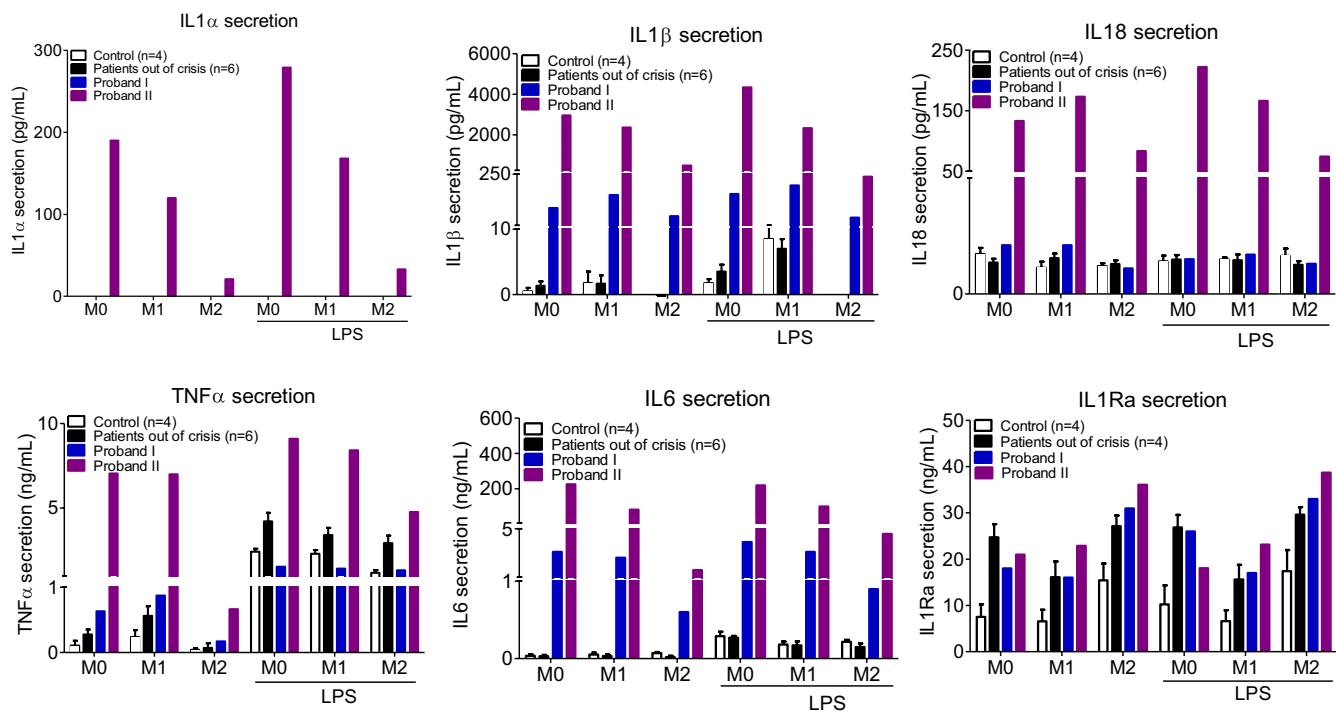 IL1α secretion
IL1α secretion (pg/mL)
300
200
100
0
Control (n=4)
Patients out of crisis (n=6)
Proband I
Proband II
M0 M1 M2 M0 M1 M2
LPS
IL1β secretion
IL1β secretion (pg/mL)
6000
4000
2000
250
10
0
Control (n=4)
Patients out of crisis (n=6)
Proband I
Proband II
M0 M1 M2 M0 M1 M2
LPS
IL18 secretion
IL18 secretion (pg/mL)
250
150
50
0
Control (n=4)
Patients out of crisis (n=6)
Proband I
Proband II
M0 M1 M2 M0 M1 M2
LPS
TNFα secretion
TNFα secretion (ng/mL)
10
5
1
0
Control (n=4)
Patients out of crisis (n=6)
Proband I
Proband II
M0 M1 M2 M0 M1 M2
LPS
IL6 secretion
IL6 secretion (ng/mL)
600
400
200
5
1
0
Control (n=4)
Patients out of crisis (n=6)
Proband I
Proband II
M0 M1 M2 M0 M1 M2
LPS
IL1Ra secretion
IL1Ra secretion (ng/mL)
50
40
30
20
10
0
Control (n=4)
Patients out of crisis (n=4)
Proband I
Proband II
M0 M1 M2 M0 M1 M2
LPS